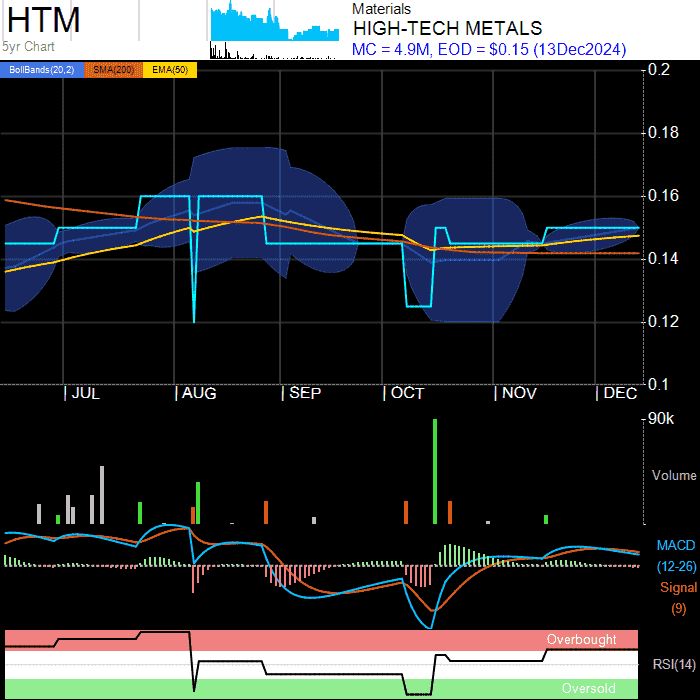 HTM
5yr Chart
Materials
HIGH-TECH METALS
MC = 4.9M, EOD = $0.15 (13Dec2024)
BollBands(20,2) SMA(200) EMA(50)
0.2
0.18
0.16
0.14
0.12
0.1
JUL AUG SEP OCT NOV DEC
90k
Volume
MACD
(12-26)
Signal
(9)
Overbought
RSI(14)
Oversold